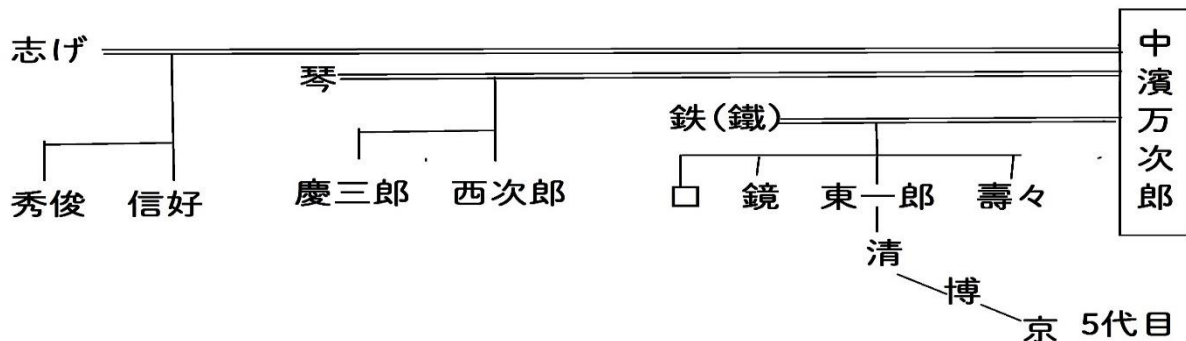 中濱万次郎
志げ
琴
鉄(鐵)
秀俊 信好 慶三郎 西次郎 鏡 東一郎 壽々
清
博
京 5代目